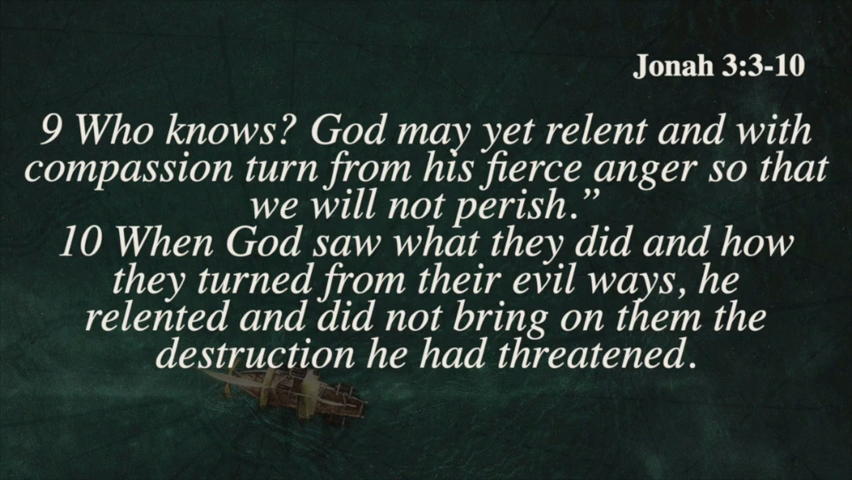 Jonah 3:3-10
9 Who knows? God may yet relent and with
compassion turn from his fierce anger so that
we will not perish.”
10 When God saw what they did and how
they turned from their evil ways, he
relented and did not bring on them the
destruction he had threatened.